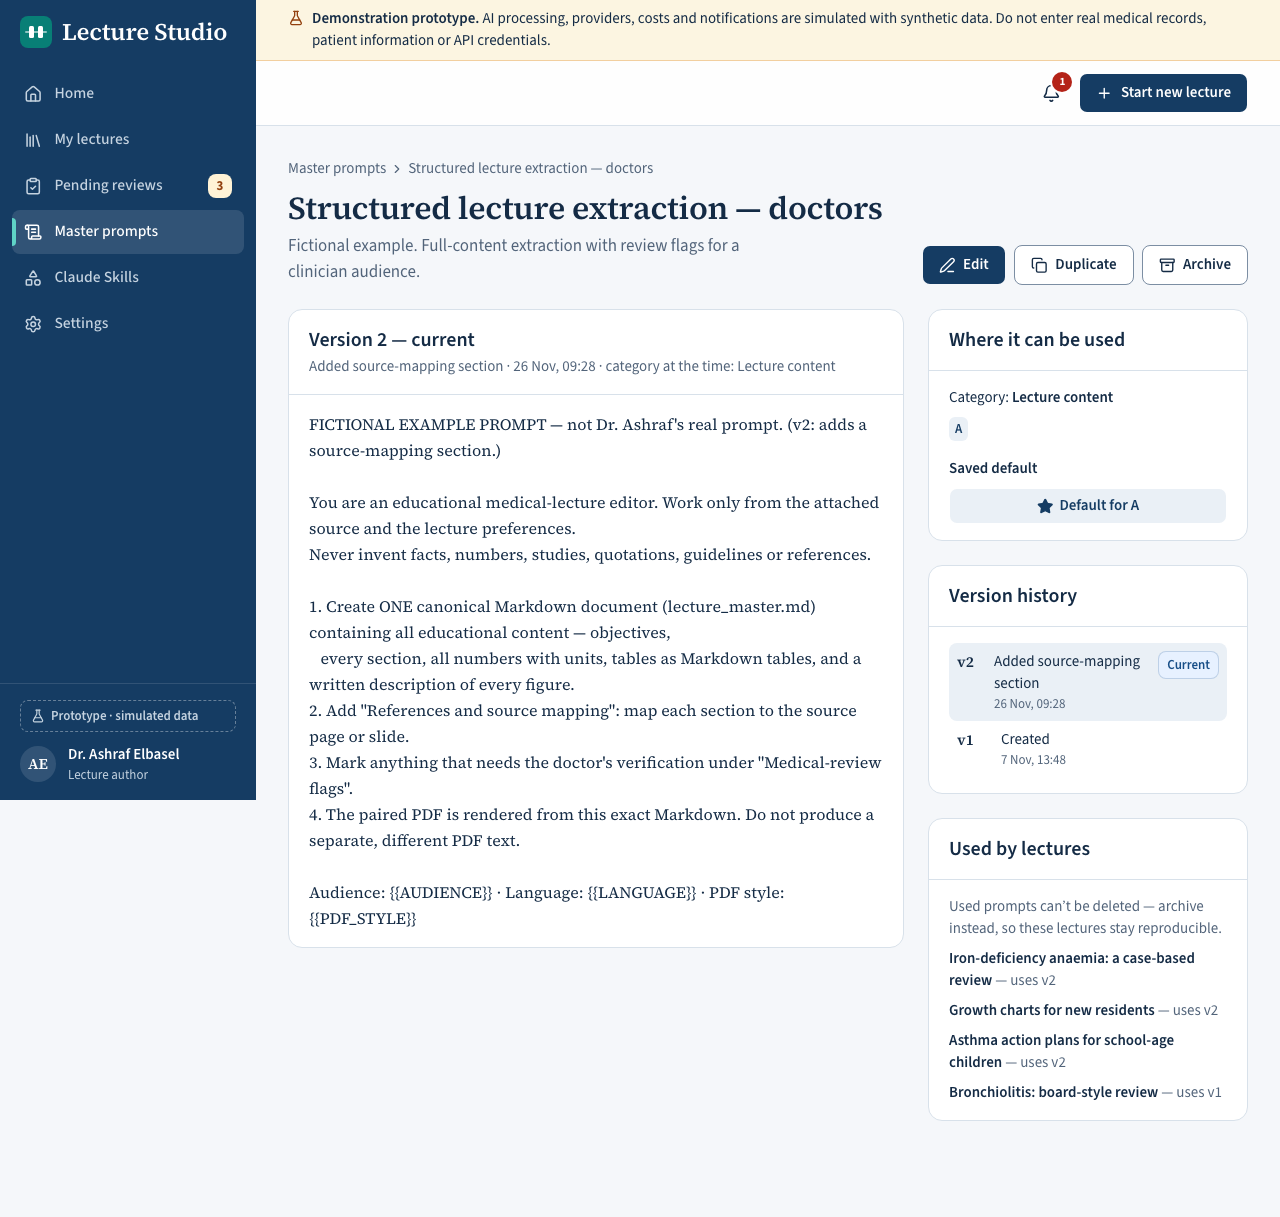 Lecture Studio
Home
My lectures
Pending reviews 3
Master prompts
Claude Skills
Settings
Prototype · simulated data
AE
Dr. Ashraf Elbasel
Lecture author
Demonstration prototype. AI processing, providers, costs and notifications are simulated with synthetic data. Do not enter real medical records,
patient information or API credentials.
1
Start new lecture
Master prompts > Structured lecture extraction — doctors
Structured lecture extraction — doctors
Fictional example. Full-content extraction with review flags for a
clinician audience.
Edit
Duplicate
Archive
Version 2 — current
Added source-mapping section · 26 Nov, 09:28 · category at the time: Lecture content
FICTIONAL EXAMPLE PROMPT — not Dr. Ashraf's real prompt. (v2: adds a
source-mapping section.)
You are an educational medical-lecture editor. Work only from the attached
source and the lecture preferences.
Never invent facts, numbers, studies, quotations, guidelines or references.
1. Create ONE canonical Markdown document (lecture_master.md)
containing all educational content — objectives,
every section, all numbers with units, tables as Markdown tables, and a
written description of every figure.
2. Add "References and source mapping": map each section to the source
page or slide.
3. Mark anything that needs the doctor's verification under "Medical-review
flags".
4. The paired PDF is rendered from this exact Markdown. Do not produce a
separate, different PDF text.
Audience: {{AUDIENCE}} · Language: {{LANGUAGE}} · PDF style:
{{PDF_STYLE}}
Where it can be used
Category: Lecture content
A
Saved default
Default for A
Version history
v2 Added source-mapping
section
26 Nov, 09:28
Current
v1 Created
7 Nov, 13:48
Used by lectures
Used prompts can't be deleted — archive
instead, so these lectures stay reproducible.
Iron-deficiency anaemia: a case-based
review — uses v2
Growth charts for new residents — uses v2
Asthma action plans for school-age
children — uses v2
Bronchiolitis: board-style review — uses v1